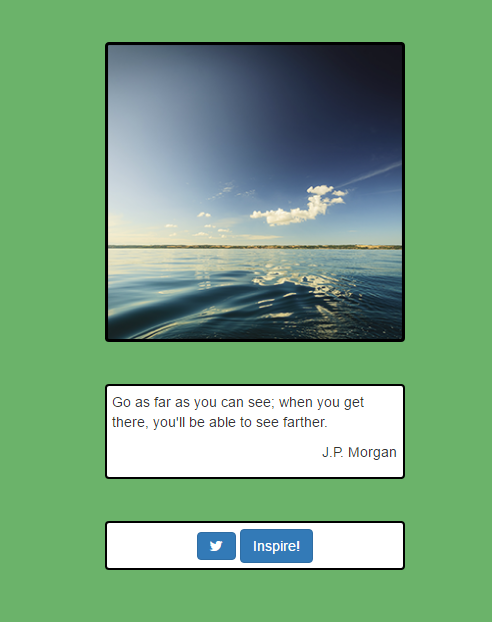 Go as far as you can see; when you get
there, you'll be able to see farther.
J.P. Morgan
Inspire!